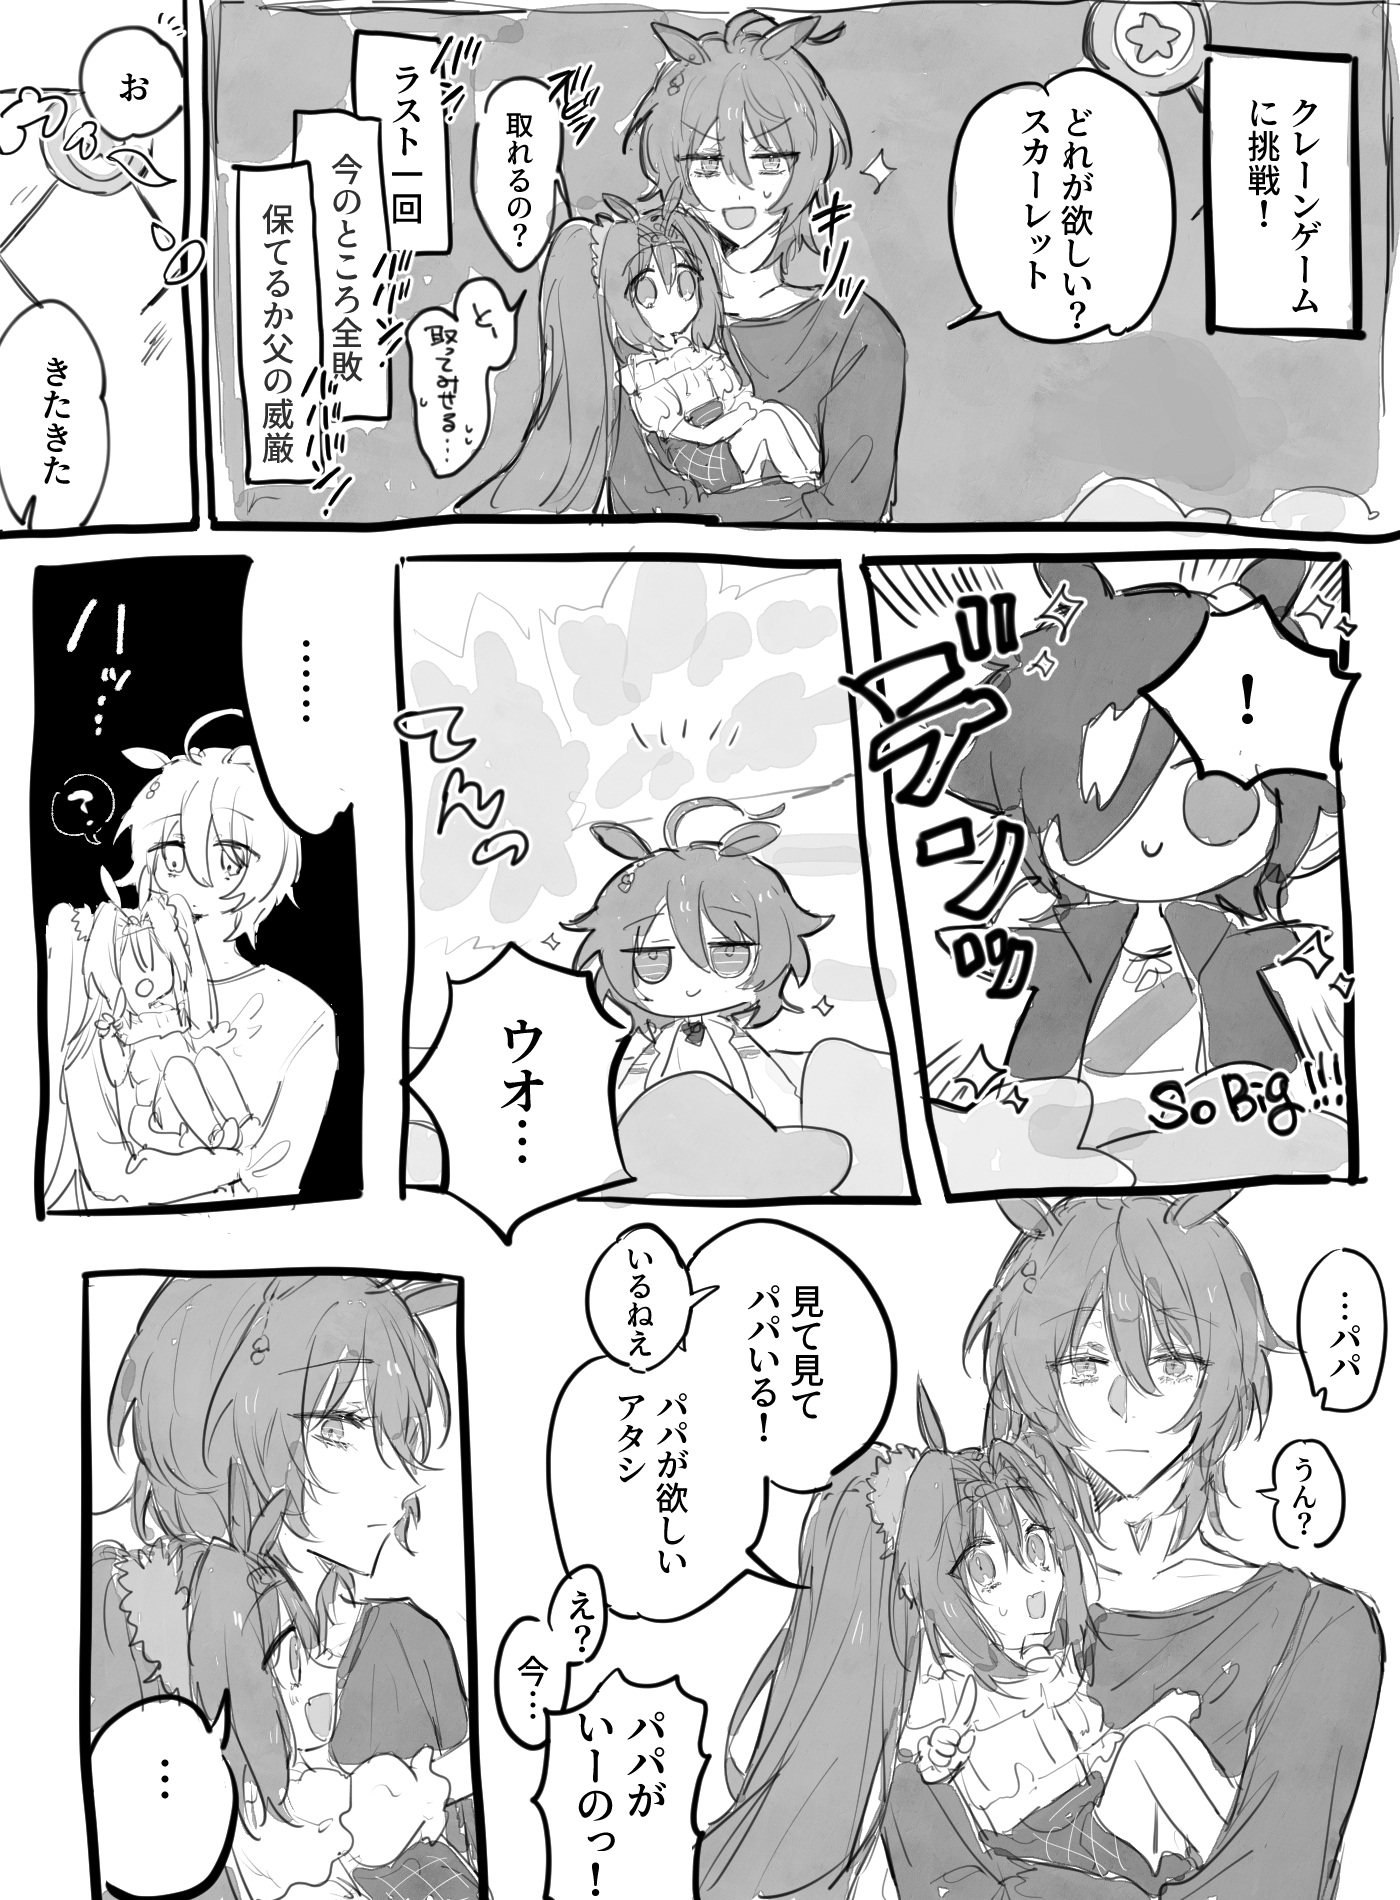 クレーンゲーム
に挑戦！
どれが欲しい？
スカーレット
キリッ
取れるの？
と、
取ってみせる…
ラスト一回
今のところ全敗
保てるか父の威厳
お
きたきた
！
ブランッ
So Big!!!
てんっ
ウオ…
……
ハッ…
？
…パパ
うん？
見て見て
パパいる！
いるねえ
パパが欲しい
アタシ
え？
今…
パパが
いーのっ！
…